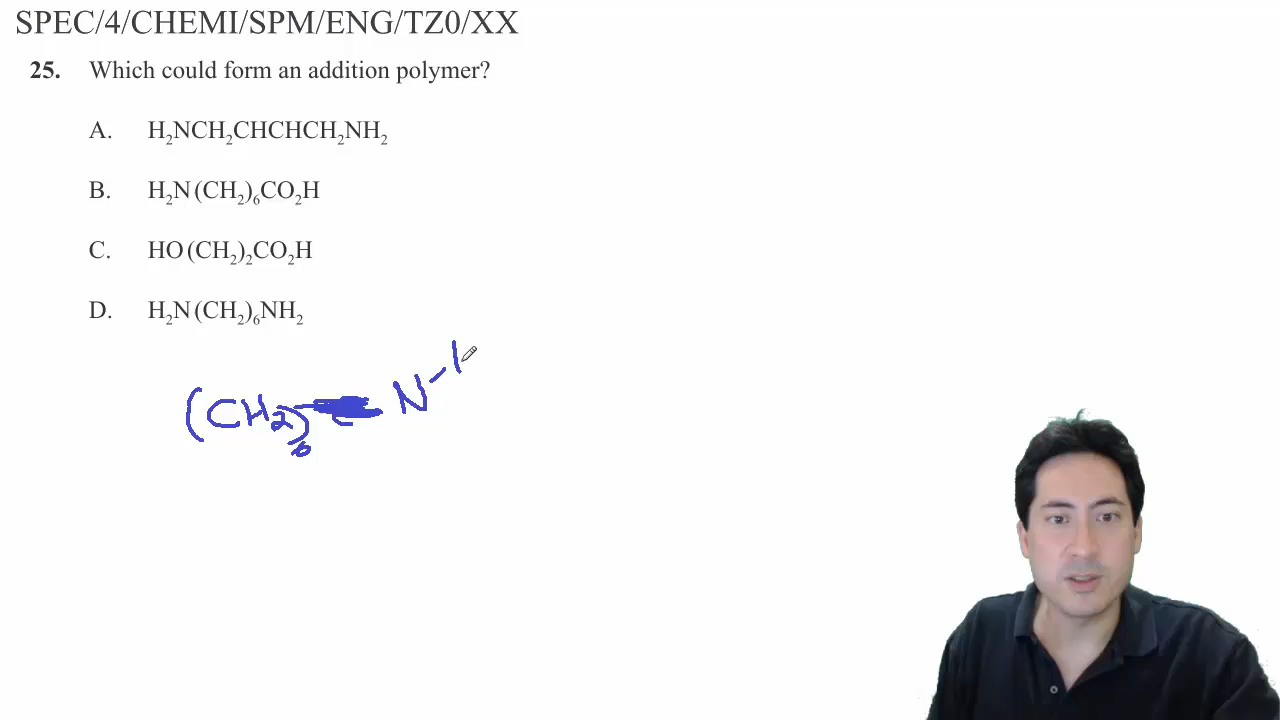 SPEC/4/CHEMI/SPM/ENG/TZ0/XX
25. Which could form an addition polymer?
A. H₂NCH₂CHCHCH₂NH₂
B. H₂N(CH₂)₆CO₂H
C. HO(CH₂)₂CO₂H
D. H₂N(CH₂)₆NH₂
(CH₂)₆ N